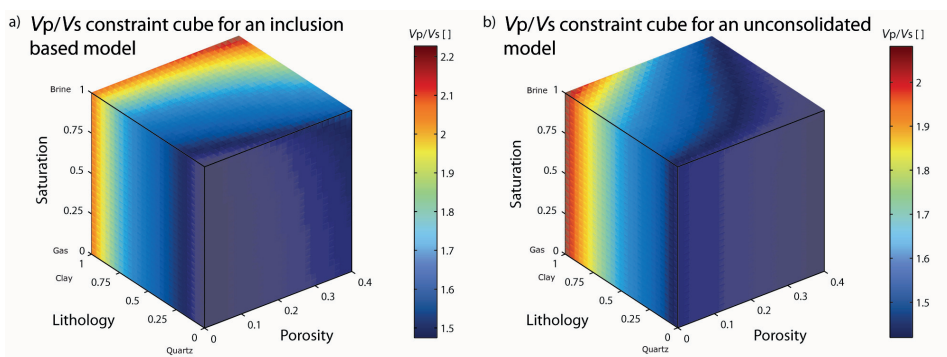 a) Vp/Vs constraint cube for an inclusion
based model
Vp/Vs [ ]
2.2
2.1
2
1.9
1.8
1.7
1.6
1.5
Brine 1
0.75
0.5
0.25
Gas 0
Saturation
1
Clay
0.75
0.5
0.25
0
Quartz
Lithology
0
0.1
0.2
0.3
0.4
Porosity
b) Vp/Vs constraint cube for an unconsolidated
model
Vp/Vs [ ]
2
1.9
1.8
1.7
1.6
1.5
Brine 1
0.75
0.5
0.25
Gas 0
Saturation
1
Clay
0.75
0.5
0.25
0
Quartz
Lithology
0
0.1
0.2
0.3
0.4
Porosity